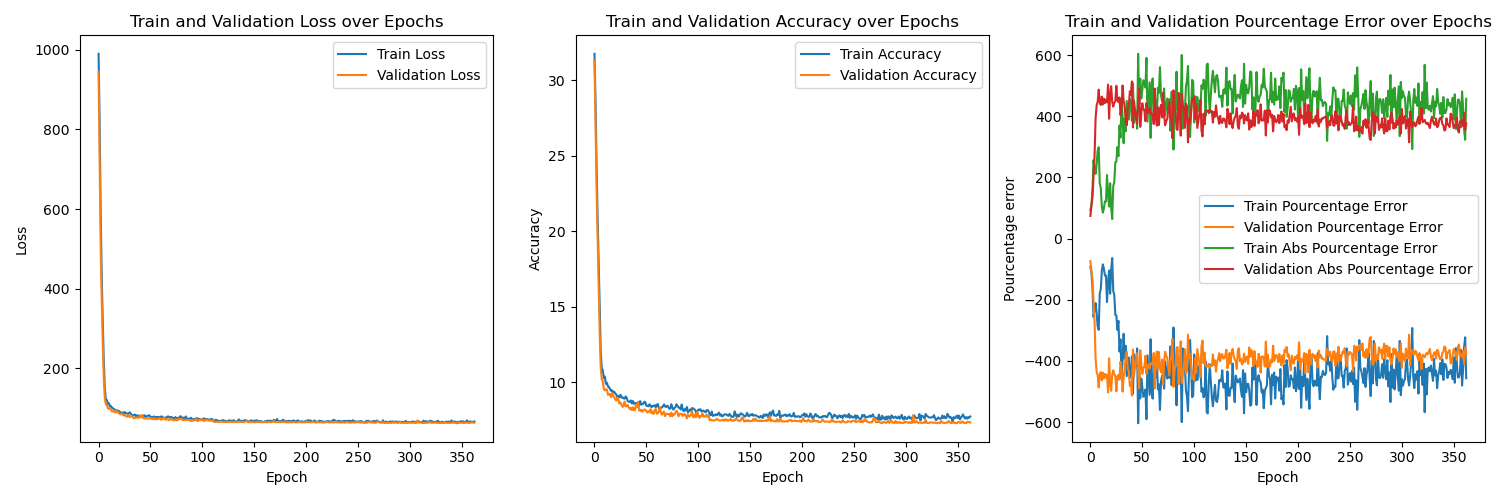 Train and Validation Loss over Epochs
Loss
1000
800
600
400
200
0
50
100
150
200
250
300
350
Epoch
Train Loss
Validation Loss
Train and Validation Accuracy over Epochs
Accuracy
30
25
20
15
10
0
50
100
150
200
250
300
350
Epoch
Train Accuracy
Validation Accuracy
Train and Validation Pourcentage Error over Epochs
Pourcentage error
600
400
200
0
−200
−400
−600
0
50
100
150
200
250
300
350
Epoch
Train Pourcentage Error
Validation Pourcentage Error
Train Abs Pourcentage Error
Validation Abs Pourcentage Error